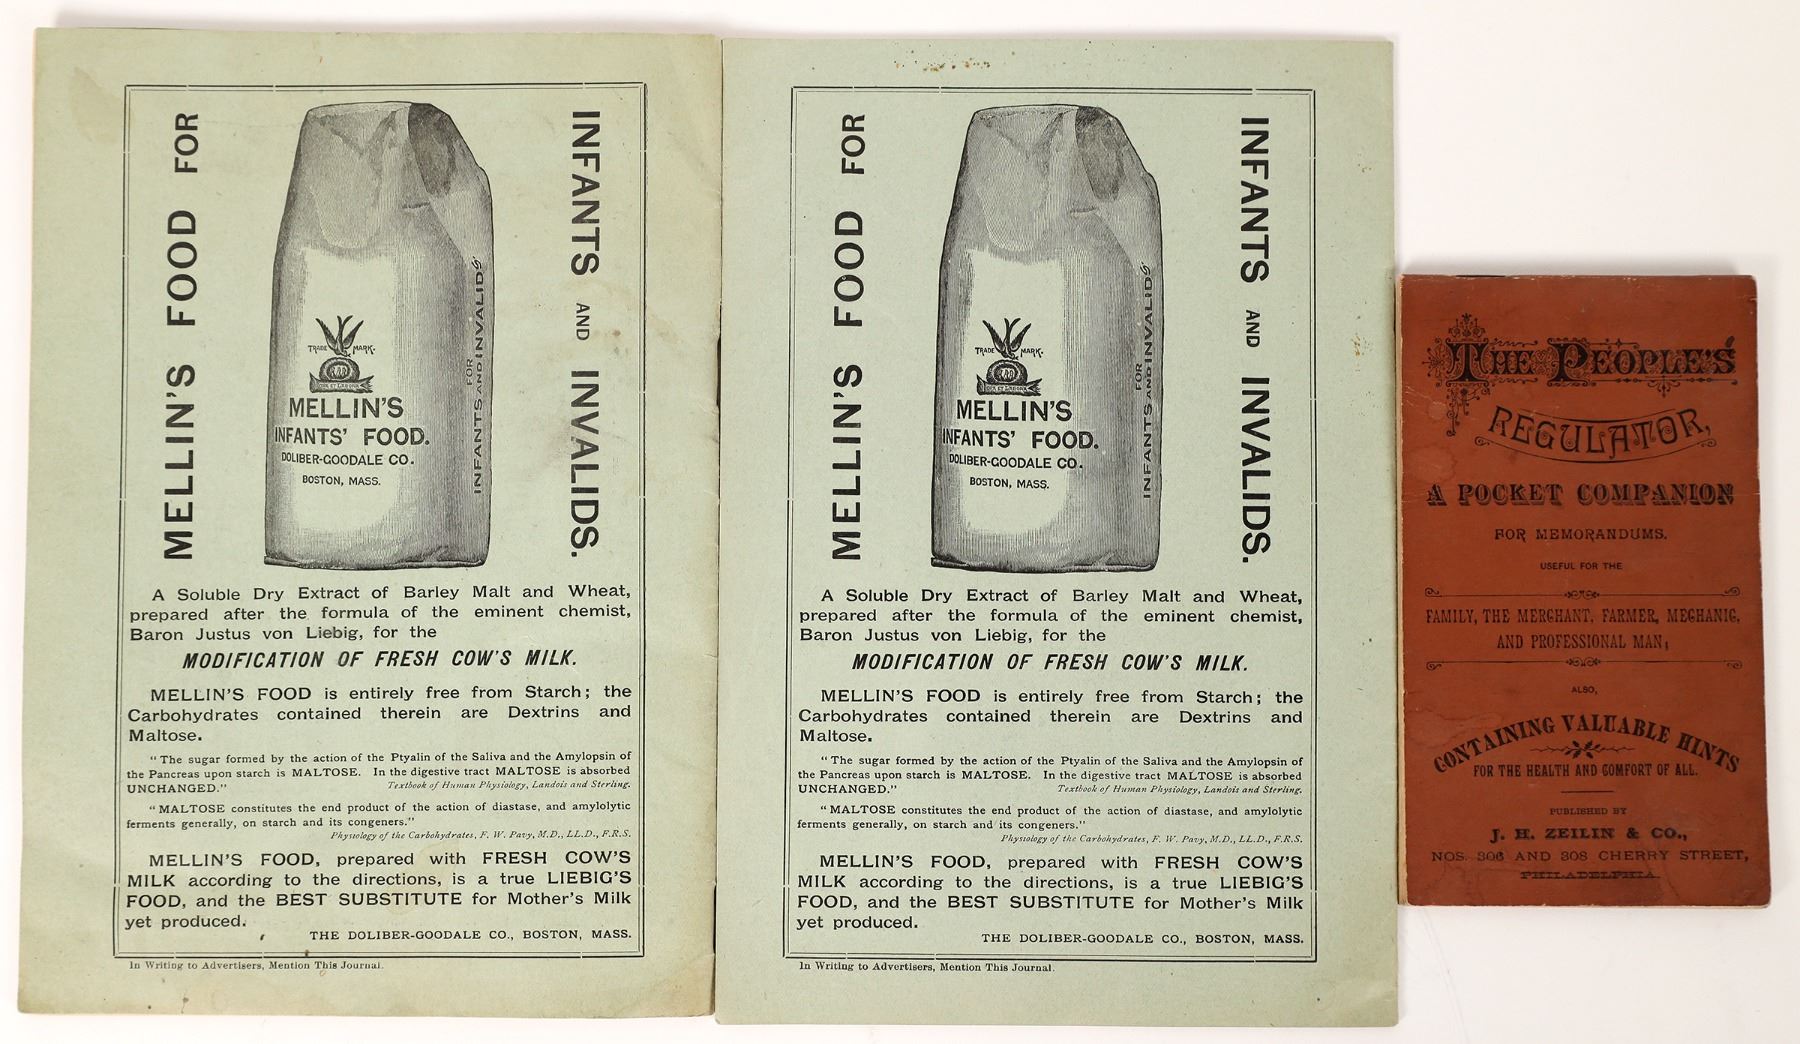 MELLIN'S FOOD FOR
INFANTS AND INVALIDS.
TRADE MARK.
MELLIN'S
INFANTS' FOOD.
DOLIBER-GOODALE CO.
BOSTON, MASS.
FOR
INFANTS AND INVALIDS
A Soluble Dry Extract of Barley Malt and Wheat,
prepared after the formula of the eminent chemist,
Baron Justus von Liebig, for the
MODIFICATION OF FRESH COW'S MILK.
MELLIN'S FOOD is entirely free from Starch; the
Carbohydrates contained therein are Dextrins and
Maltose.
"The sugar formed by the action of the Ptyalin of the Saliva and the Amylopsin of
the Pancreas upon starch is MALTOSE. In the digestive tract MALTOSE is absorbed
UNCHANGED." Textbook of Human Physiology, Landois and Sterling.
"MALTOSE constitutes the end product of the action of diastase, and amylolytic
ferments generally, on starch and its congeners."
Physiology of the Carbohydrates, F. W. Pavy, M.D., LL.D., F.R.S.
MELLIN'S FOOD, prepared with FRESH COW'S
MILK according to the directions, is a true LIEBIG'S
FOOD, and the BEST SUBSTITUTE for Mother's Milk
yet produced.
THE DOLIBER-GOODALE CO., BOSTON, MASS.
In Writing to Advertisers, Mention This Journal.
MELLIN'S FOOD FOR
INFANTS AND INVALIDS.
TRADE MARK.
MELLIN'S
INFANTS' FOOD.
DOLIBER-GOODALE CO.
BOSTON, MASS.
FOR
INFANTS AND INVALIDS
A Soluble Dry Extract of Barley Malt and Wheat,
prepared after the formula of the eminent chemist,
Baron Justus von Liebig, for the
MODIFICATION OF FRESH COW'S MILK.
MELLIN'S FOOD is entirely free from Starch; the
Carbohydrates contained therein are Dextrins and
Maltose.
"The sugar formed by the action of the Ptyalin of the Saliva and the Amylopsin of
the Pancreas upon starch is MALTOSE. In the digestive tract MALTOSE is absorbed
UNCHANGED." Textbook of Human Physiology, Landois and Sterling.
"MALTOSE constitutes the end product of the action of diastase, and amylolytic
ferments generally, on starch and its congeners."
Physiology of the Carbohydrates, F. W. Pavy, M.D., LL.D., F.R.S.
MELLIN'S FOOD, prepared with FRESH COW'S
MILK according to the directions, is a true LIEBIG'S
FOOD, and the BEST SUBSTITUTE for Mother's Milk
yet produced.
THE DOLIBER-GOODALE CO., BOSTON, MASS.
In Writing to Advertisers, Mention This Journal.
THE PEOPLE'S
REGULATOR,
A POCKET COMPANION
FOR MEMORANDUMS.
USEFUL FOR THE
FAMILY, THE MERCHANT, FARMER, MECHANIC,
AND PROFESSIONAL MAN;
ALSO,
CONTAINING VALUABLE HINTS
FOR THE HEALTH AND COMFORT OF ALL.
PUBLISHED BY
J. H. ZEILIN & CO.,
NOS. 306 AND 308 CHERRY STREET,
PHILADELPHIA.